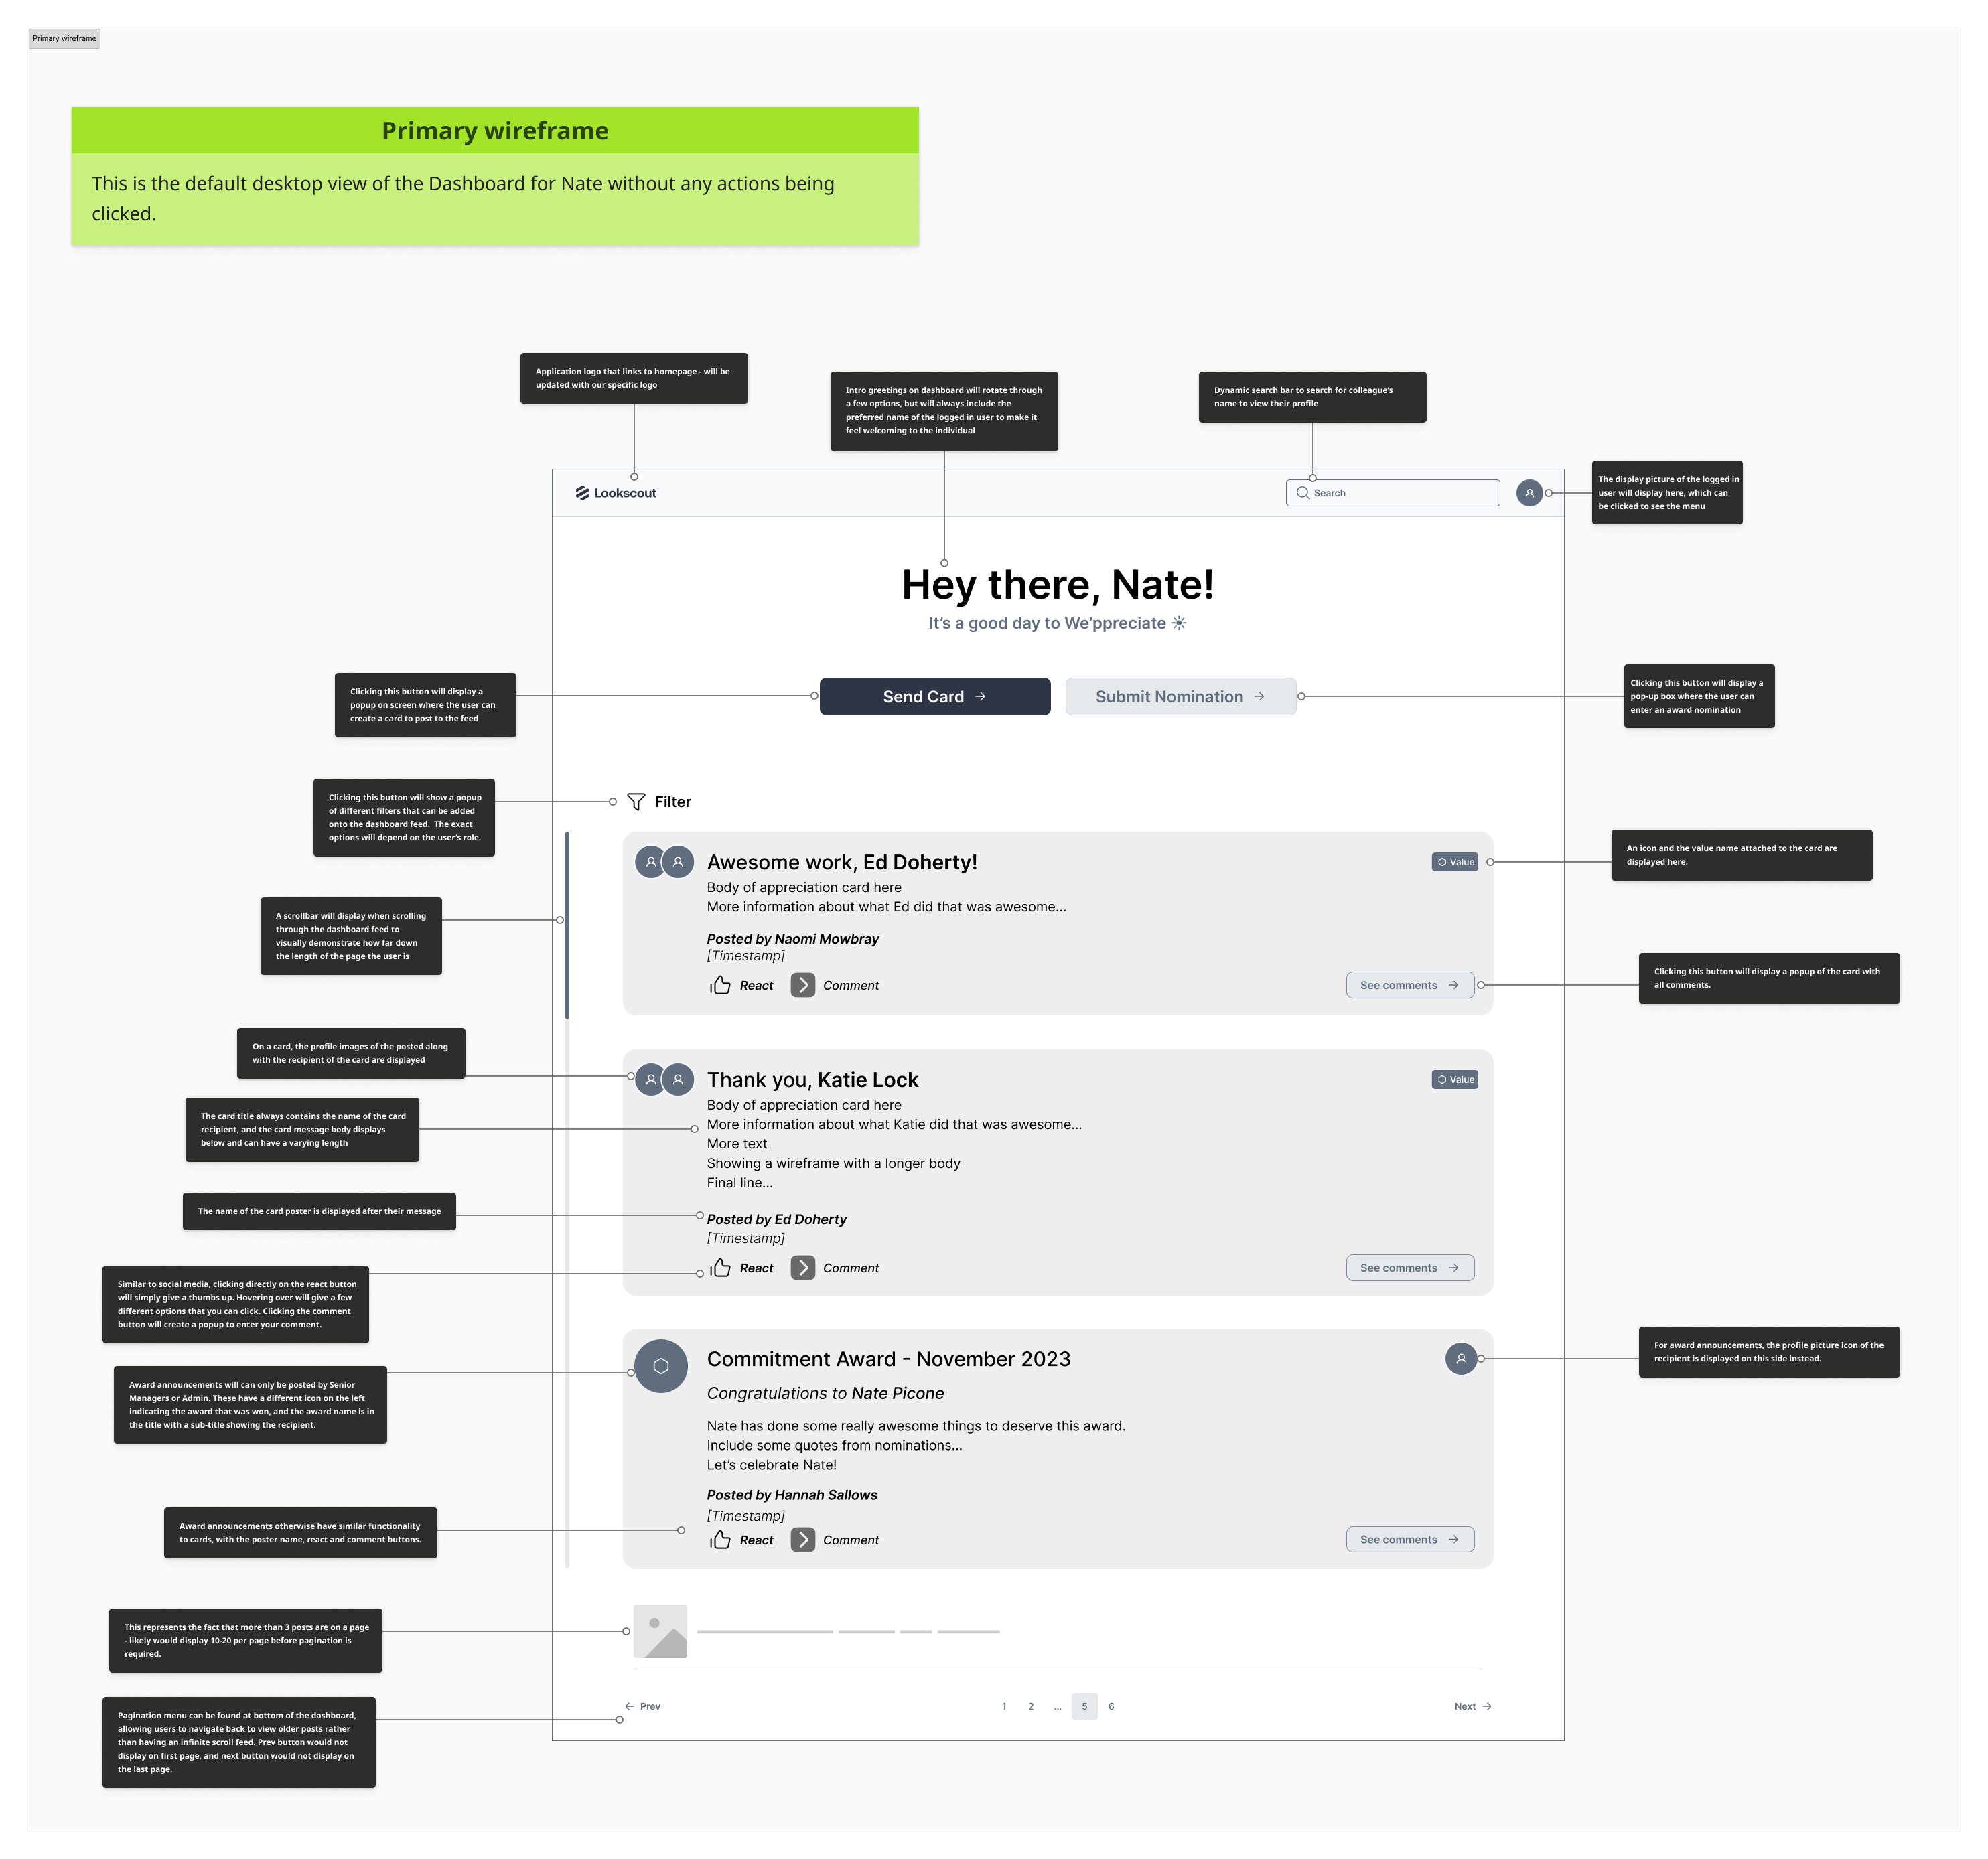 Primary wireframe
Primary wireframe
This is the default desktop view of the Dashboard for Nate without any actions being
clicked.
Application logo that links to homepage - will be
updated with our specific logo
Intro greetings on dashboard will rotate through
a few options, but will always include the
preferred name of the logged in user to make it
feel welcoming to the individual
Dynamic search bar to search for colleague's
name to view their profile
The display picture of the logged in
user will display here, which can
be clicked to see the menu
Lookscout
Search
Hey there, Nate!
It's a good day to We'ppreciate
Clicking this button will display a
popup on screen where the user can
create a card to post to the feed
Send Card
Submit Nomination
Clicking this button will display a
pop-up box where the user can
enter an award nomination
Clicking this button will show a popup
of different filters that can be added
onto the dashboard feed.  The exact
options will depend on the user's role.
Filter
Awesome work, Ed Doherty!
Value
Body of appreciation card here
More information about what Ed did that was awesome...
Posted by Naomi Mowbray
[Timestamp]
React
Comment
See comments
An icon and the value name attached to the card are
displayed here.
A scrollbar will display when scrolling
through the dashboard feed to
visually demonstrate how far down
the length of the page the user is
Clicking this button will display a popup of the card with
all comments.
On a card, the profile images of the posted along
with the recipient of the card are displayed
Thank you, Katie Lock
Value
Body of appreciation card here
More information about what Katie did that was awesome...
More text
Showing a wireframe with a longer body
Final line...
Posted by Ed Doherty
[Timestamp]
React
Comment
See comments
The card title always contains the name of the card
recipient, and the card message body displays
below and can have a varying length
The name of the card poster is displayed after their message
Similar to social media, clicking directly on the react button
will simply give a thumbs up. Hovering over will give a few
different options that you can click. Clicking the comment
button will create a popup to enter your comment.
Award announcements will can only be posted by Senior
Managers or Admin. These have a different icon on the left
indicating the award that was won, and the award name is in
the title with a sub-title showing the recipient.
Commitment Award - November 2023
Congratulations to Nate Picone
Nate has done some really awesome things to deserve this award.
Include some quotes from nominations...
Let's celebrate Nate!
Posted by Hannah Sallows
[Timestamp]
React
Comment
See comments
For award announcements, the profile picture icon of the
recipient is displayed on this side instead.
Award announcements otherwise have similar functionality
to cards, with the poster name, react and comment buttons.
This represents the fact that more than 3 posts are on a page
- likely would display 10-20 per page before pagination is
required.
Pagination menu can be found at bottom of the dashboard,
allowing users to navigate back to view older posts rather
than having an infinite scroll feed. Prev button would not
display on first page, and next button would not display on
the last page.
Prev
1 2 ... 5 6
Next